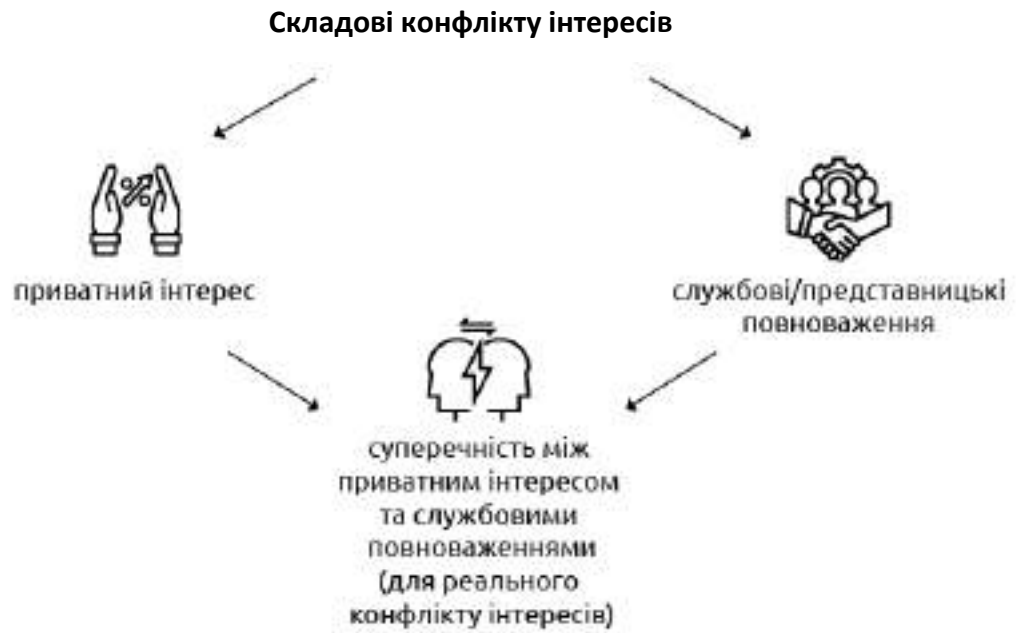 Складові конфлікту інтересів
%
приватний інтерес
службові/представницькі
повноваження
суперечність між
приватним інтересом
та службовими
повноваженнями
(для реального
конфлікту інтересів)